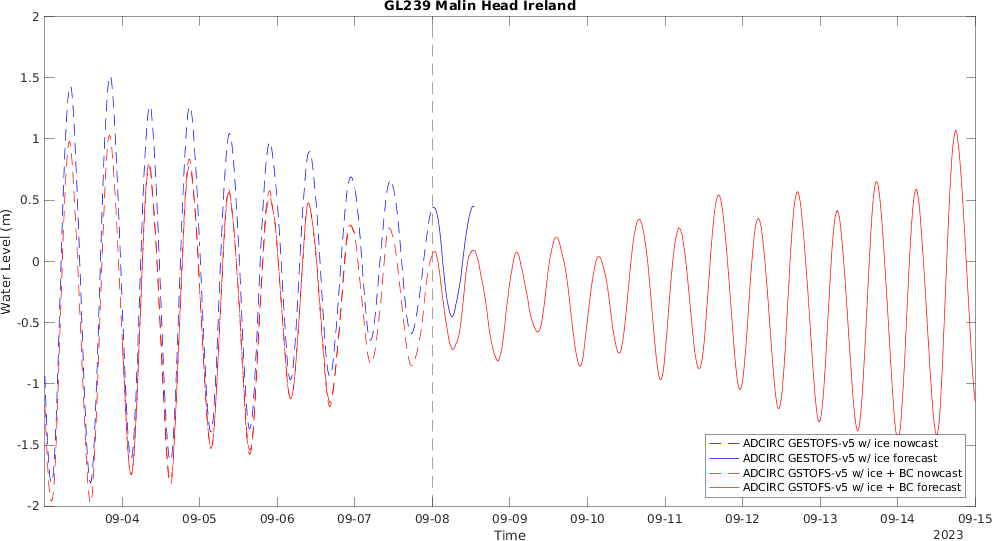 GL239 Malin Head Ireland
2
1.5
1
0.5
0
-0.5
-1
-1.5
-2
Water Level (m)
ADCIRC GESTOFS-v5 w/ ice nowcast
ADCIRC GESTOFS-v5 w/ ice forecast
ADCIRC GSTOFS-v5 w/ ice + BC nowcast
ADCIRC GSTOFS-v5 w/ ice + BC forecast
09-04 09-05 09-06 09-07 09-08 09-09 09-10 09-11 09-12 09-13 09-14 09-15
Time
2023